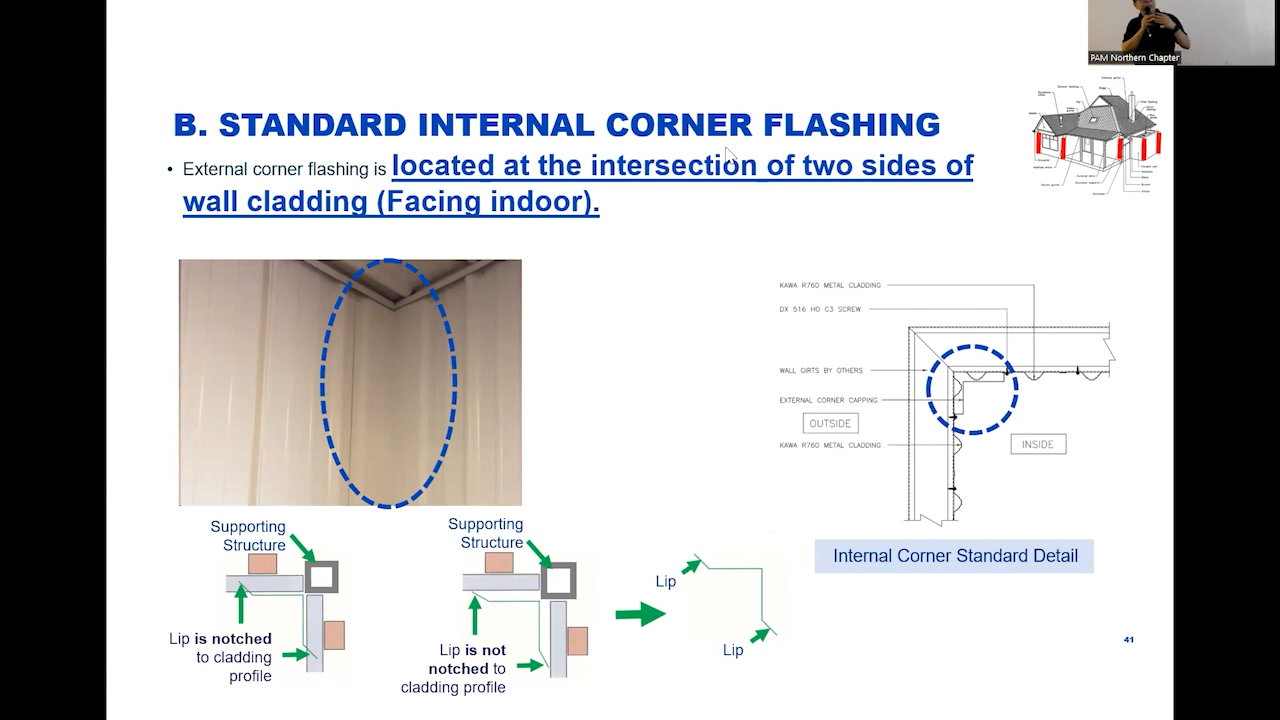 PAM Northern Chapter
B. STANDARD INTERNAL CORNER FLASHING
• External corner flashing is located at the intersection of two sides of
wall cladding (Facing indoor).
KAWA R760 METAL CLADDING
DX 516 HD C3 SCREW
WALL GIRTS BY OTHERS
EXTERNAL CORNER CAPPING
OUTSIDE
KAWA R760 METAL CLADDING
INSIDE
Internal Corner Standard Detail
Supporting
Structure
Lip is notched
to cladding
profile
Supporting
Structure
Lip is not
notched to
cladding profile
Lip
Lip
41